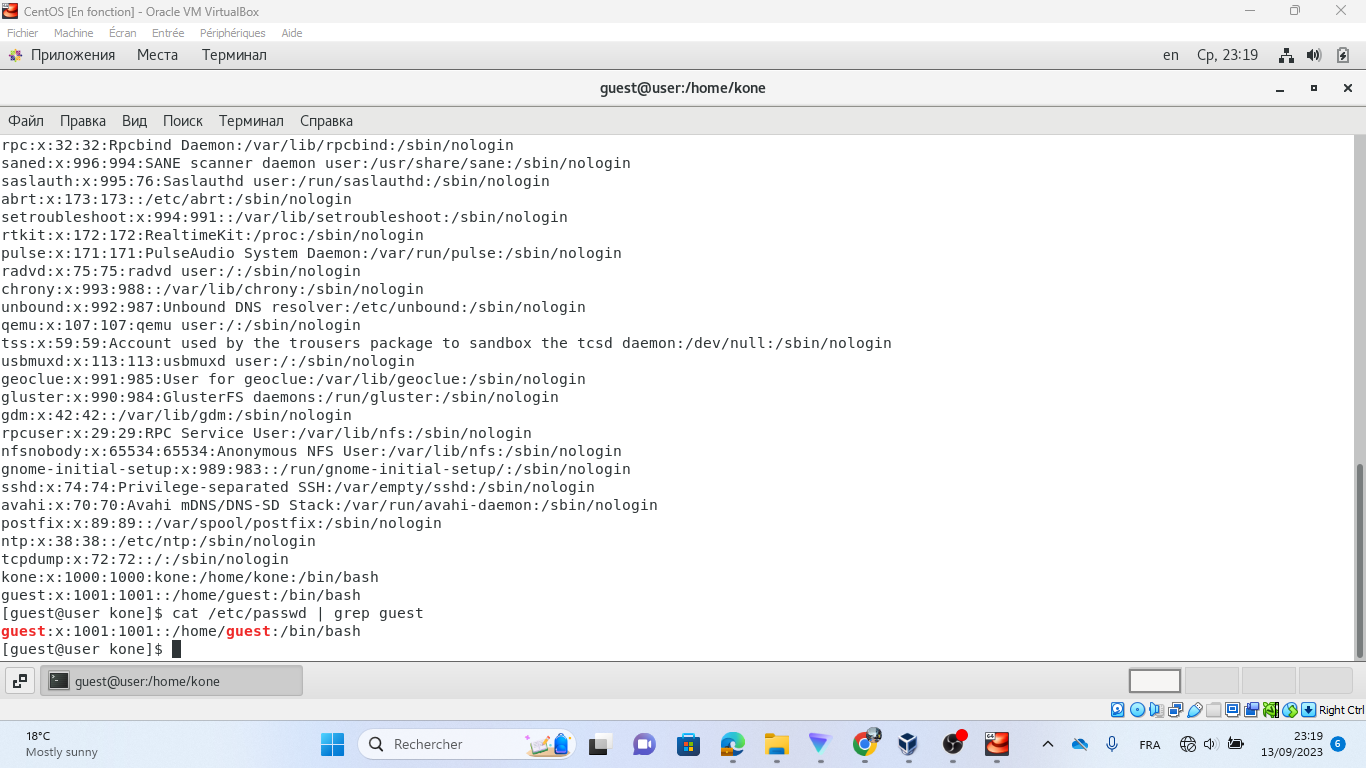 CentOS [En fonction] - Oracle VM VirtualBox
Fichier Machine Écran Entrée Périphériques Aide
Приложения Места Терминал en Ср, 23:19
guest@user:/home/kone
Файл Правка Вид Поиск Терминал Справка
rpc:x:32:32:Rpcbind Daemon:/var/lib/rpcbind:/sbin/nologin
saned:x:996:994:SANE scanner daemon user:/usr/share/sane:/sbin/nologin
saslauth:x:995:76:Saslauthd user:/run/saslauthd:/sbin/nologin
abrt:x:173:173::/etc/abrt:/sbin/nologin
setroubleshoot:x:994:991::/var/lib/setroubleshoot:/sbin/nologin
rtkit:x:172:172:RealtimeKit:/proc:/sbin/nologin
pulse:x:171:171:PulseAudio System Daemon:/var/run/pulse:/sbin/nologin
radvd:x:75:75:radvd user:/:/sbin/nologin
chrony:x:993:988::/var/lib/chrony:/sbin/nologin
unbound:x:992:987:Unbound DNS resolver:/etc/unbound:/sbin/nologin
qemu:x:107:107:qemu user:/:/sbin/nologin
tss:x:59:59:Account used by the trousers package to sandbox the tcsd daemon:/dev/null:/sbin/nologin
usbmuxd:x:113:113:usbmuxd user:/:/sbin/nologin
geoclue:x:991:985:User for geoclue:/var/lib/geoclue:/sbin/nologin
gluster:x:990:984:GlusterFS daemons:/run/gluster:/sbin/nologin
gdm:x:42:42::/var/lib/gdm:/sbin/nologin
rpcuser:x:29:29:RPC Service User:/var/lib/nfs:/sbin/nologin
nfsnobody:x:65534:65534:Anonymous NFS User:/var/lib/nfs:/sbin/nologin
gnome-initial-setup:x:989:983::/run/gnome-initial-setup/:/sbin/nologin
sshd:x:74:74:Privilege-separated SSH:/var/empty/sshd:/sbin/nologin
avahi:x:70:70:Avahi mDNS/DNS-SD Stack:/var/run/avahi-daemon:/sbin/nologin
postfix:x:89:89::/var/spool/postfix:/sbin/nologin
ntp:x:38:38::/etc/ntp:/sbin/nologin
tcpdump:x:72:72::/:/sbin/nologin
kone:x:1000:1000:kone:/home/kone:/bin/bash
guest:x:1001:1001::/home/guest:/bin/bash
[guest@user kone]$ cat /etc/passwd | grep guest
guest:x:1001:1001::/home/guest:/bin/bash
[guest@user kone]$
guest@user:/home/kone
Right Ctrl
18°C
Mostly sunny
Rechercher
FRA
23:19
13/09/2023
6